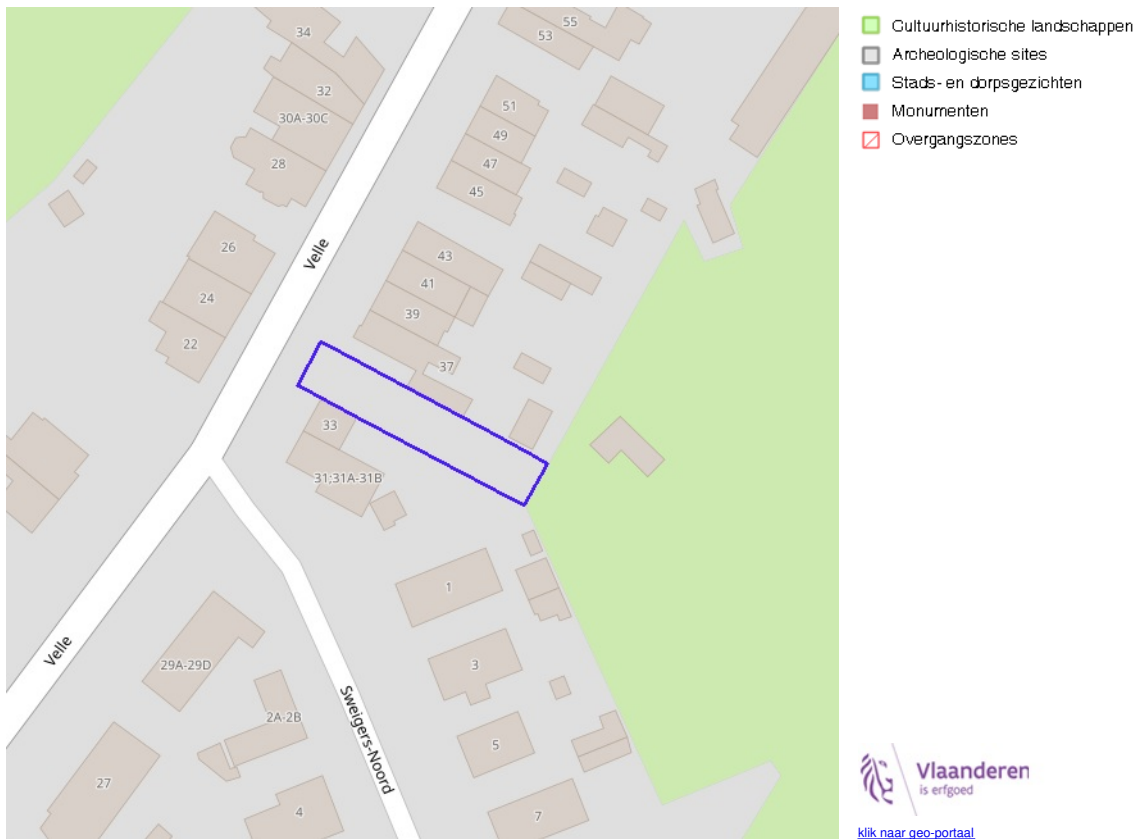 34
55
53
32
30A-30C
28
51
49
47
45
Velle
26
43
24
41
39
22
37
33
31;31A-31B
1
Velle
29A-29D
3
Sweigers-Noord
2A-2B
5
27
4
7
Cultuurhistorische landschappen
Archeologische sites
Stads- en dorpsgezichten
Monumenten
Overgangszones
Vlaanderen
is erfgoed
klik naar geo-portaal